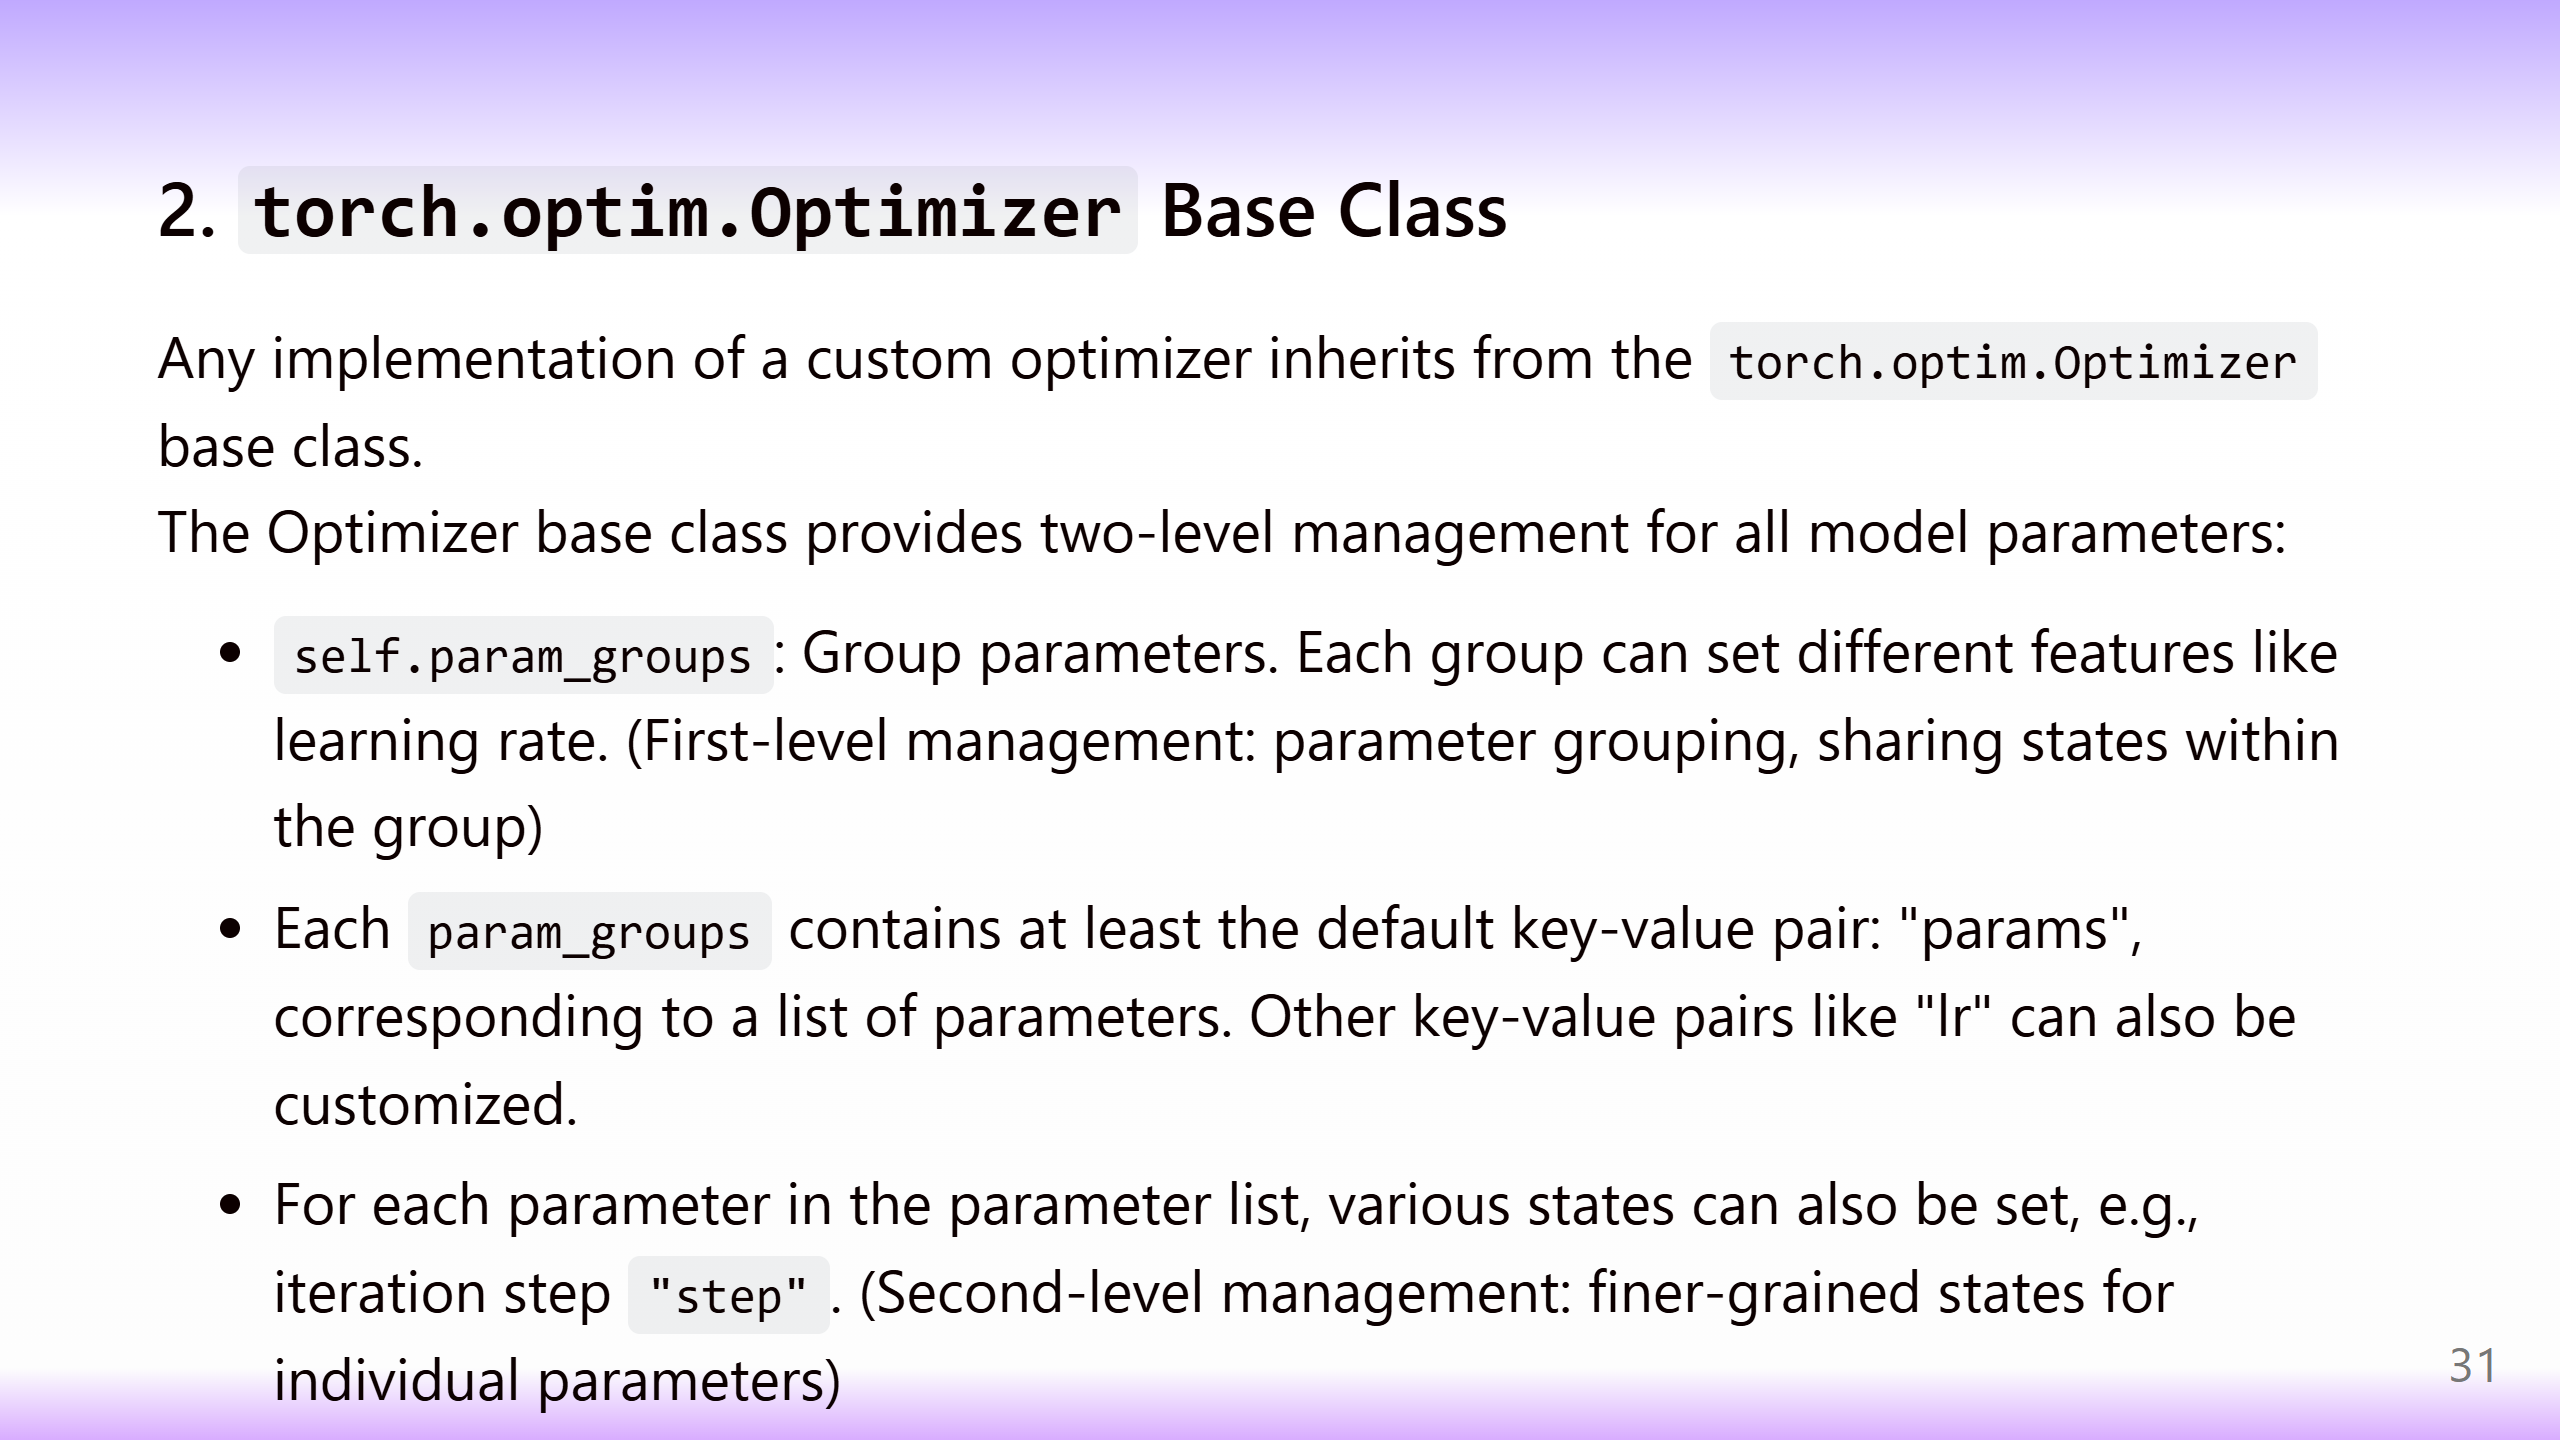 2. torch.optim.Optimizer Base Class
Any implementation of a custom optimizer inherits from the torch.optim.Optimizer
base class.
The Optimizer base class provides two-level management for all model parameters:
• self.param_groups: Group parameters. Each group can set different features like
learning rate. (First-level management: parameter grouping, sharing states within
the group)
• Each param_groups contains at least the default key-value pair: "params",
corresponding to a list of parameters. Other key-value pairs like "lr" can also be
customized.
• For each parameter in the parameter list, various states can also be set, e.g.,
iteration step "step". (Second-level management: finer-grained states for
individual parameters)
31